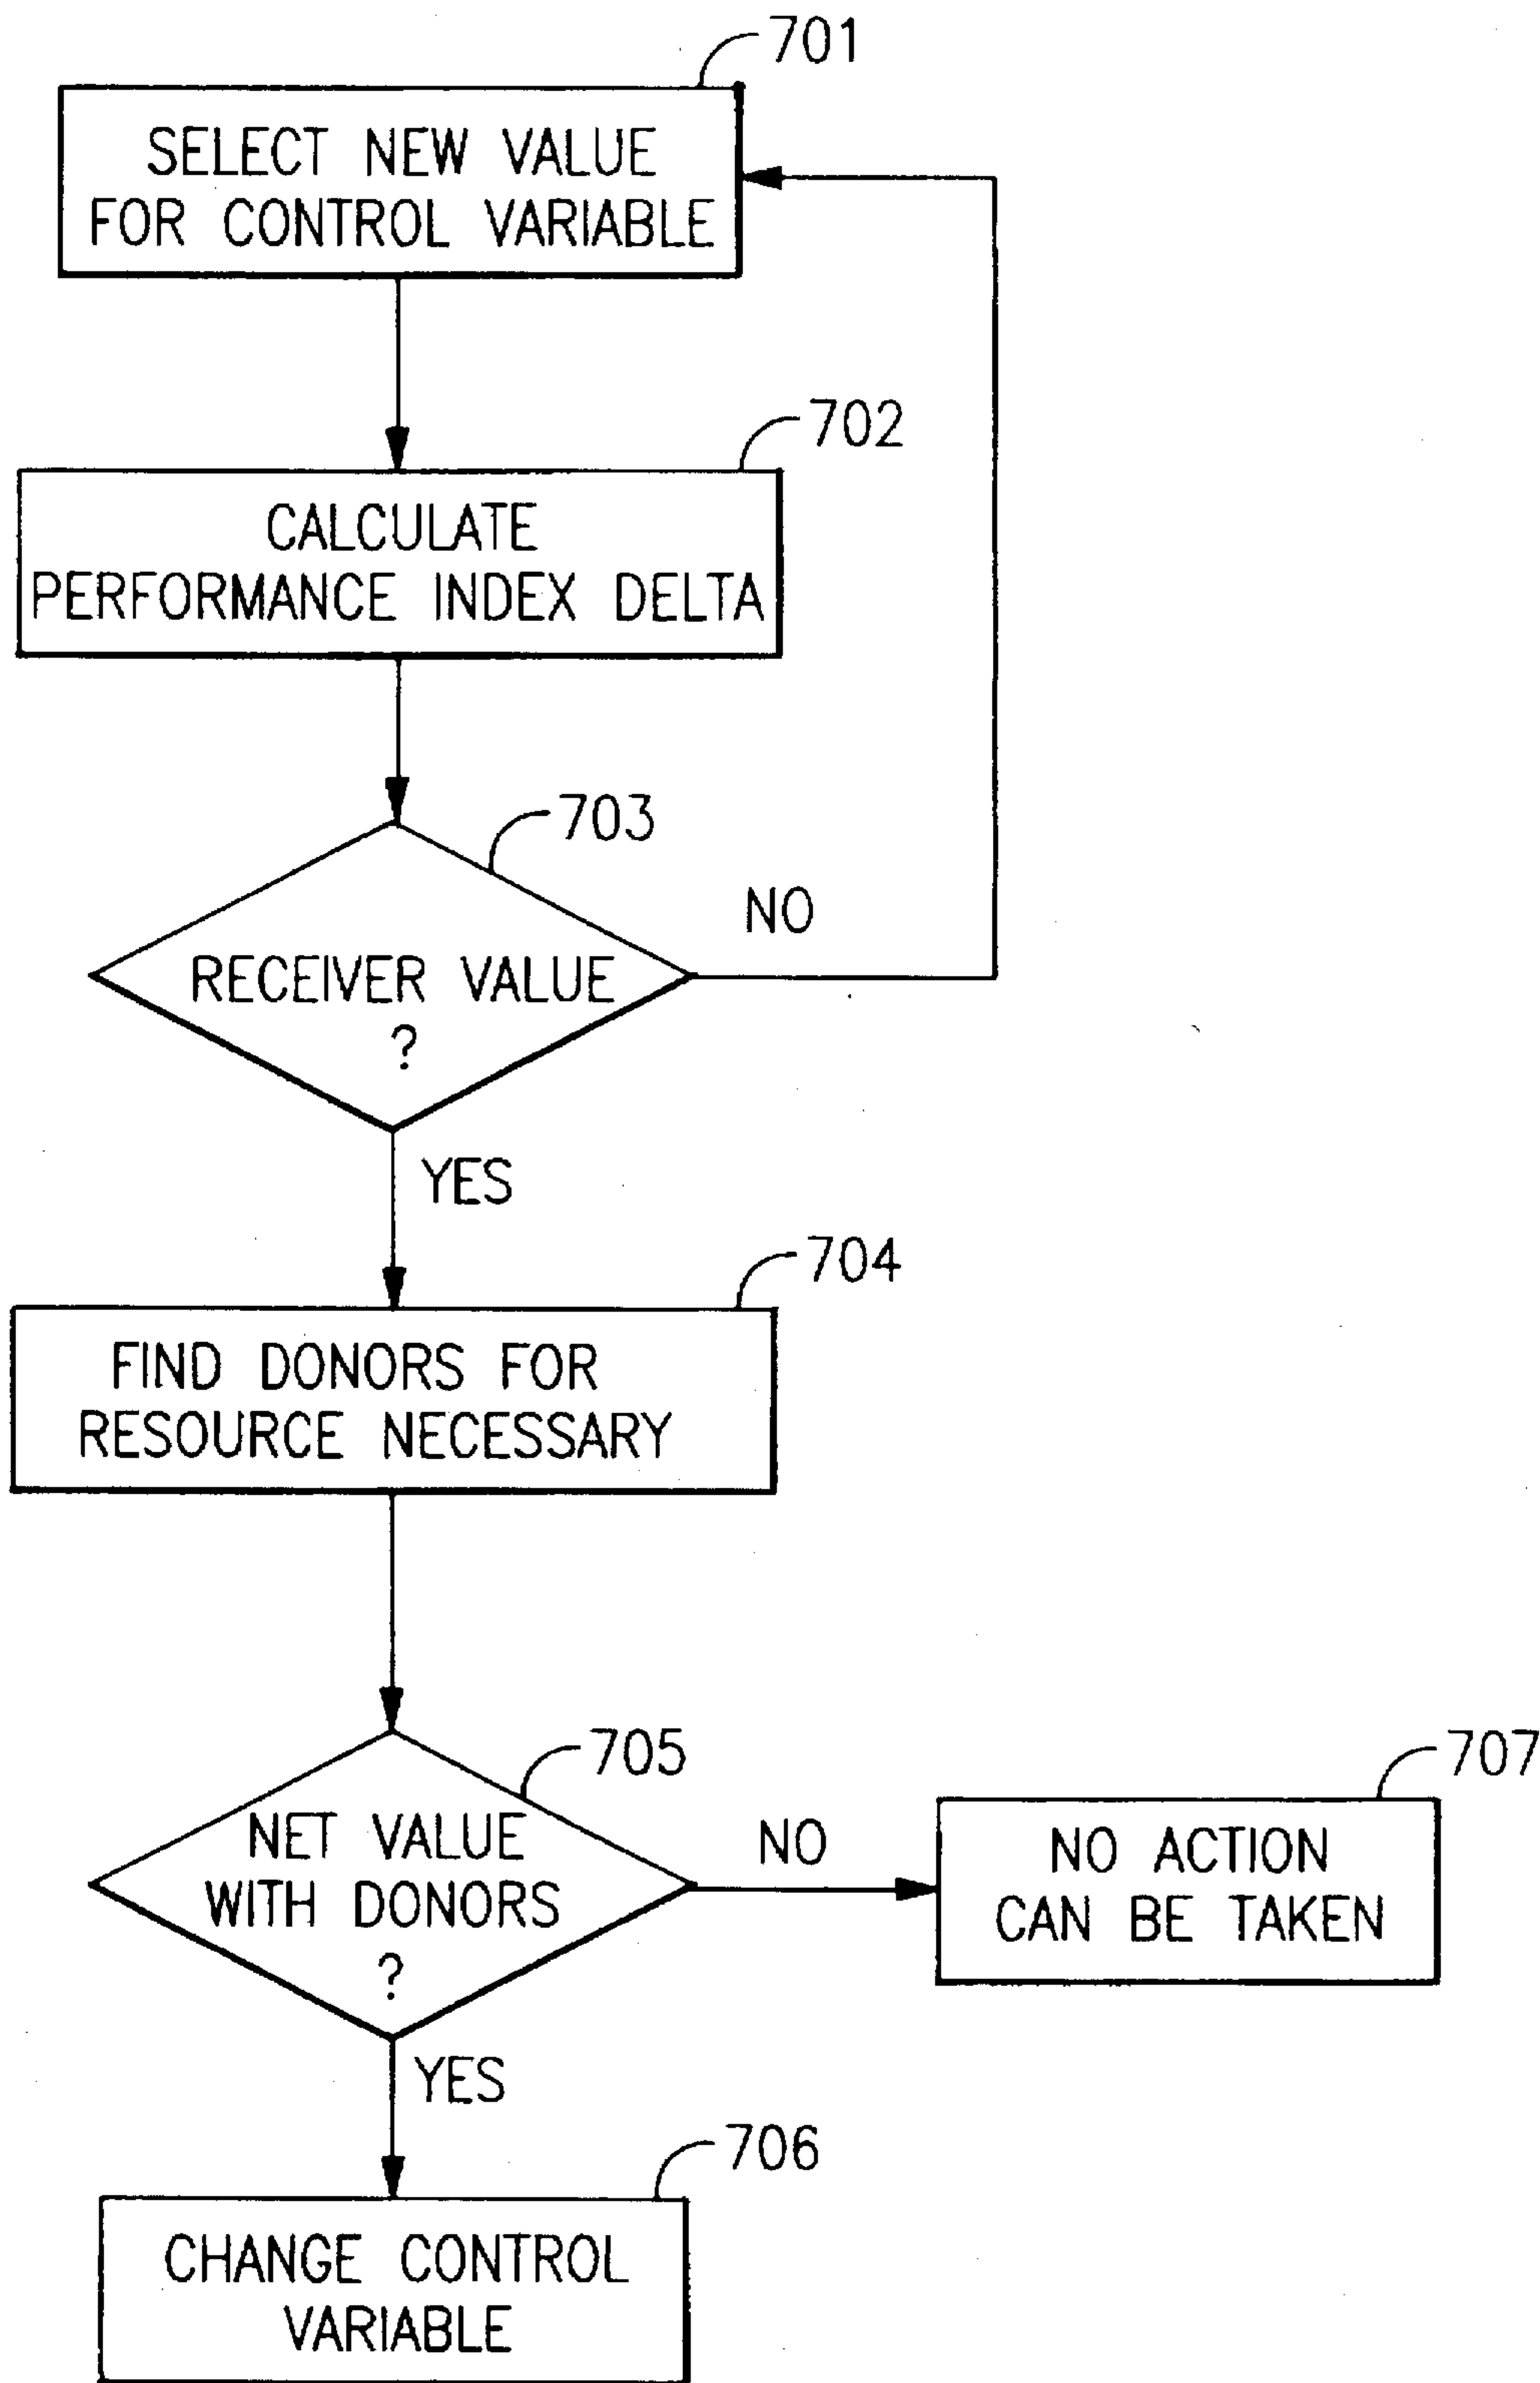 701
SELECT NEW VALUE
FOR CONTROL VARIABLE
702
CALCULATE
PERFORMANCE INDEX DELTA
703
RECEIVER VALUE
?
NO
YES
704
FIND DONORS FOR
RESOURCE NECESSARY
705
NET VALUE
WITH DONORS
?
NO
707
NO ACTION
CAN BE TAKEN
YES
706
CHANGE CONTROL
VARIABLE